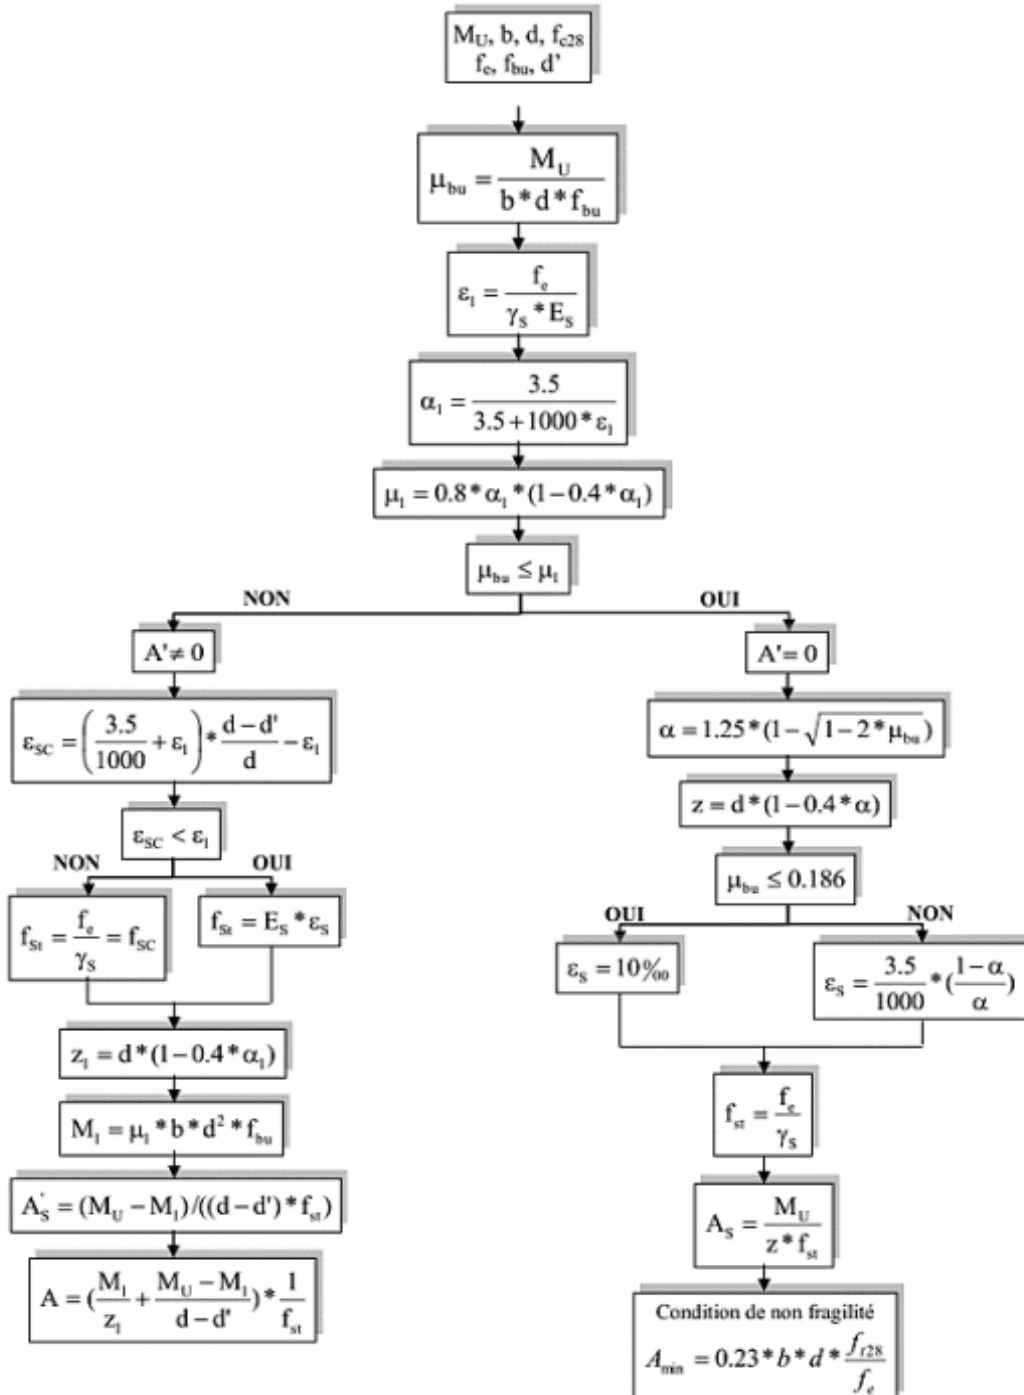 M_U, b, d, f_c28
f_e, f_bu, d'
μ_bu = M_U / (b * d * f_bu)
ε_l = f_e / (γ_S * E_S)
α_l = 3.5 / (3.5 + 1000 * ε_l)
μ_l = 0.8 * α_l * (1 − 0.4 * α_l)
μ_bu ≤ μ_l
NON
OUI
A' ≠ 0
ε_SC = (3.5/1000 + ε_l) * (d − d')/d − ε_l
ε_SC < ε_l
NON
OUI
f_St = f_e/γ_S = f_SC
f_St = E_S * ε_S
z_l = d * (1 − 0.4 * α_l)
M_l = μ_l * b * d² * f_bu
A'_S = (M_U − M_l)/((d − d') * f_st)
A = (M_l/z_l + (M_U − M_l)/(d − d')) * 1/f_st
A' = 0
α = 1.25 * (1 − √(1 − 2 * μ_bu))
z = d * (1 − 0.4 * α)
μ_bu ≤ 0.186
OUI
NON
ε_S = 10‰
ε_S = 3.5/1000 * ((1 − α)/α)
f_st = f_e/γ_S
A_S = M_U / (z * f_st)
Condition de non fragilité
A_min = 0.23 * b * d * f_t28/f_e